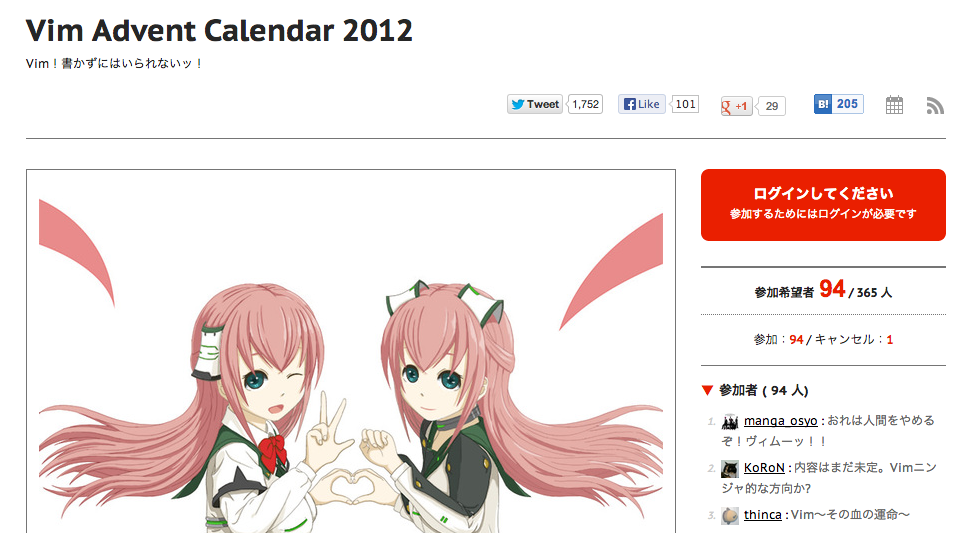 Vim Advent Calendar 2012
Vim！書かずにはいられないッ！
Tweet 1,752 Like 101 g +1 29 B! 205
ログインしてください
参加するためにはログインが必要です
参加希望者 94 / 365 人
参加：94 / キャンセル：1
▼ 参加者 ( 94 人)
1. manga_osyo : おれは人間をやめる
ぞ！ヴィムーッ！！
2. KoRoN : 内容はまだ未定。Vimニン
ジャ的な方向か?
3. thinca : Vim〜その血の運命〜